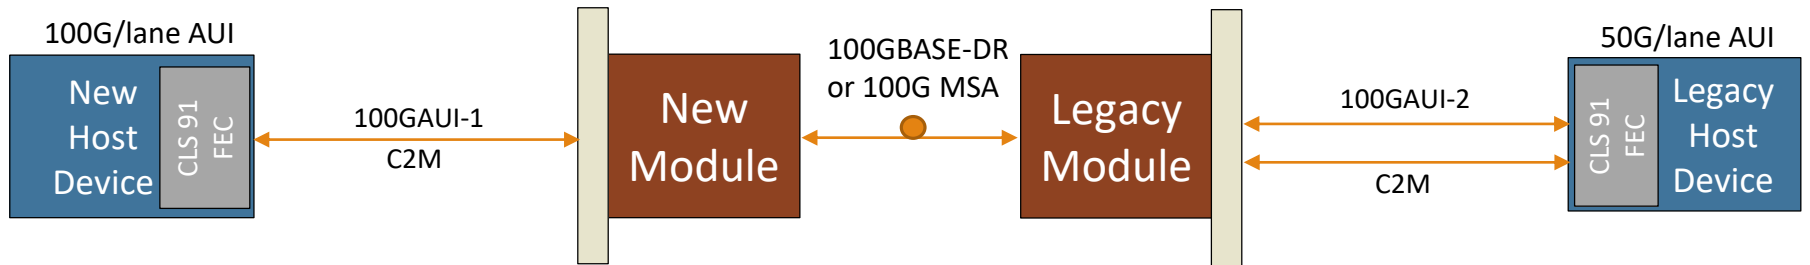 100G/lane AUI
New
Host
Device
CLS 91
FEC
100GAUI-1
C2M
New
Module
100GBASE-DR
or 100G MSA
Legacy
Module
100GAUI-2
C2M
50G/lane AUI
CLS 91
FEC
Legacy
Host
Device